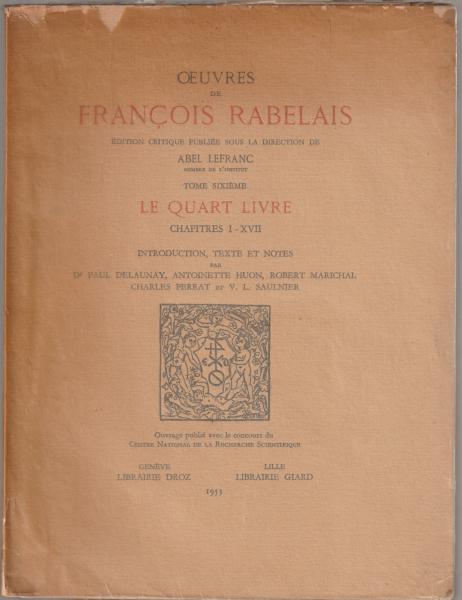 ŒUVRES
DE
FRANÇOIS RABELAIS
ÉDITION CRITIQUE PUBLIÉE SOUS LA DIRECTION DE
ABEL LEFRANC
MEMBRE DE L'INSTITUT
TOME SIXIÈME
LE QUART LIVRE
CHAPITRES I - XVII
INTRODUCTION, TEXTE ET NOTES
PAR
Dr PAUL DELAUNAY, ANTOINETTE HUON, ROBERT MARICHAL
CHARLES PERRAT ET V. L. SAULNIER
Ouvrage publié avec le concours du
CENTRE NATIONAL DE LA RECHERCHE SCIENTIFIQUE
GENÈVE LILLE
LIBRAIRIE DROZ LIBRAIRIE GIARD
1955